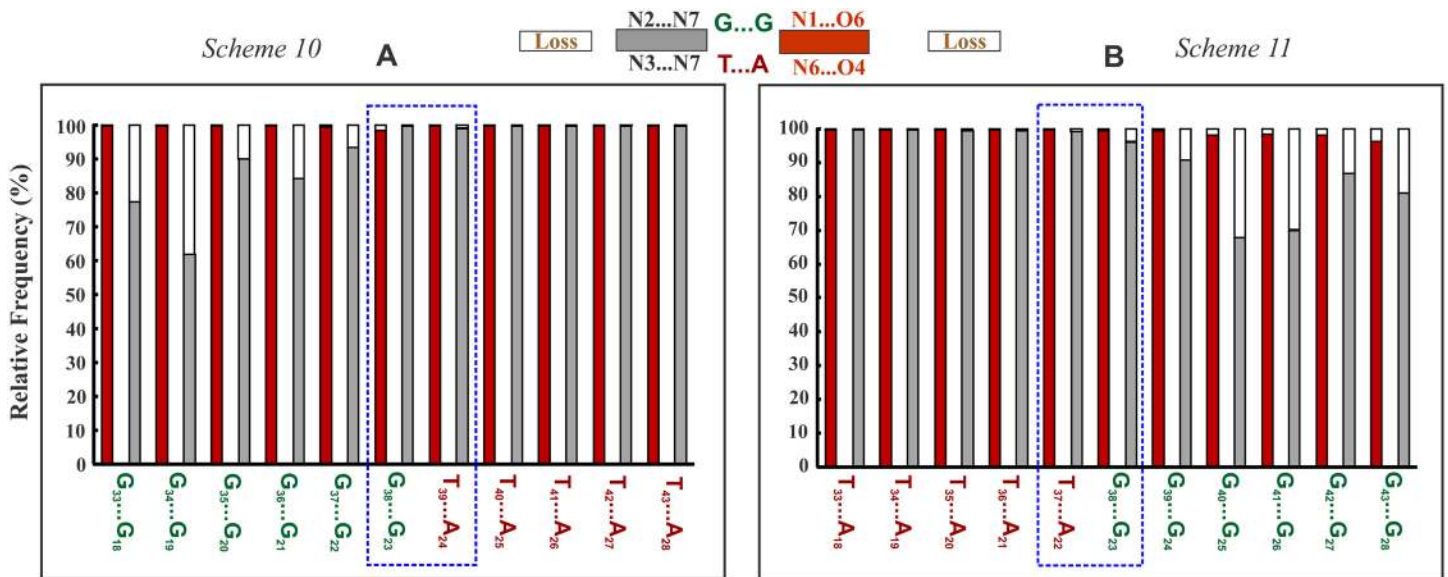 Scheme 10
A
Loss
N2...N7 G...G N1...O6
N3...N7 T...A N6...O4
Loss
B
Scheme 11
Relative Frequency (%)
100
90
80
70
60
50
40
30
20
10
0
G33...G18
G34...G19
G35...G20
G36...G21
G37...G22
G38...G23
T39...A24
T40...A25
T41...A26
T42...A27
T43...A28
100
90
80
70
60
50
40
30
20
10
0
T33...A18
T34...A19
T35...A20
T36...A21
T37...A22
G38...G23
G39...G24
G40...G25
G41...G26
G42...G27
G43...G28